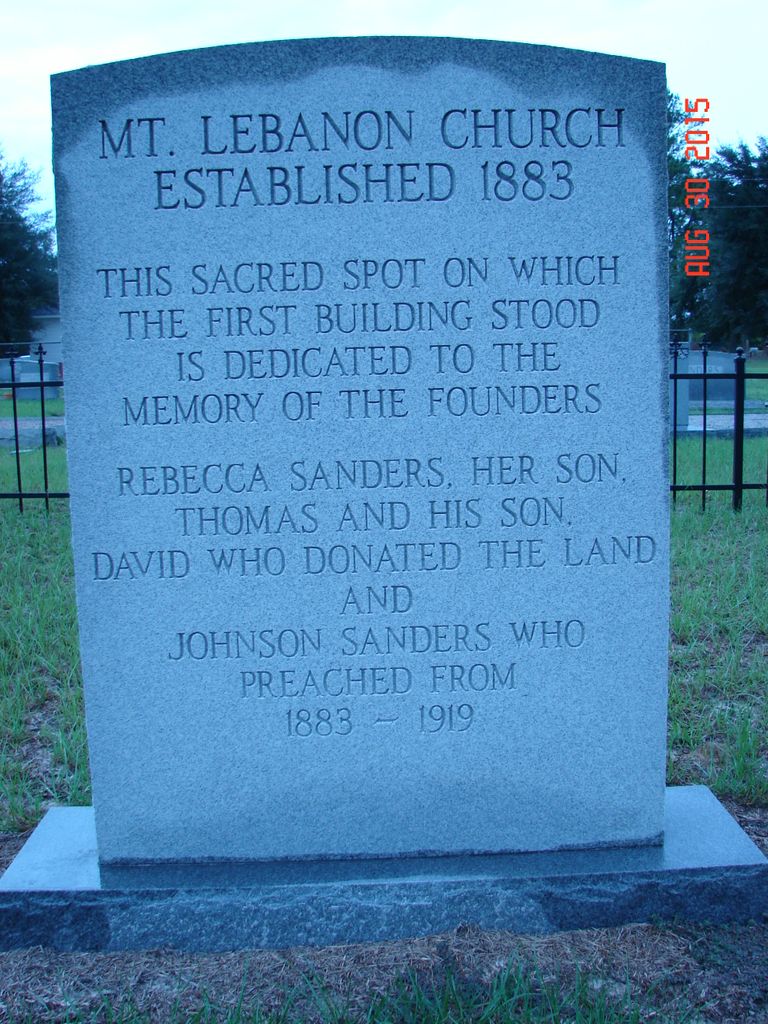 MT. LEBANON CHURCH
ESTABLISHED 1883
THIS SACRED SPOT ON WHICH
THE FIRST BUILDING STOOD
IS DEDICATED TO THE
MEMORY OF THE FOUNDERS
REBECCA SANDERS, HER SON,
THOMAS AND HIS SON,
DAVID WHO DONATED THE LAND
AND
JOHNSON SANDERS WHO
PREACHED FROM
1883 – 1919
AUG 30 2015